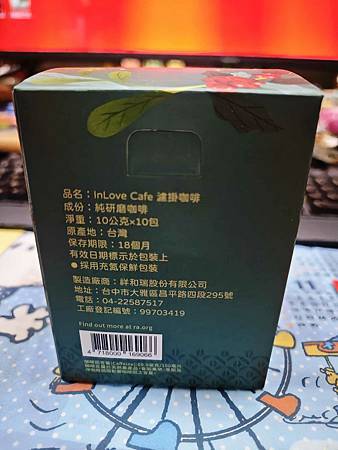 品名：InLove Cafe 濾掛咖啡
成份：純研磨咖啡
淨重：10公克×10包
原產地：台灣
保存期限：18個月
有效日期標示於包裝上
●採用充氮保鮮包裝
製造廠商：祥和瑞股份有限公司
地址：台中市大雅區昌平路四段295號
電話：04-22587517
工廠登記編號：99703419
Find out more at ra.org
4 718000 169066